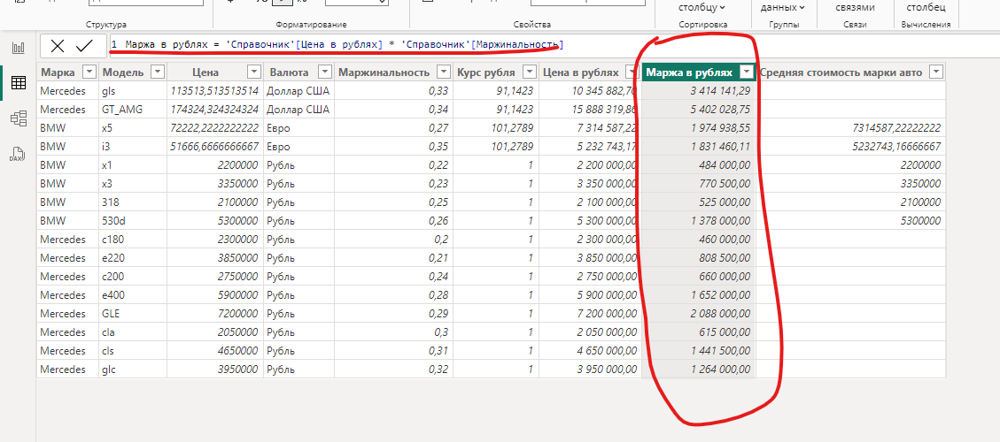 столбцу данных связями столбец
Структура Форматирование Свойства Сортировка Группы Связи Вычисления
1 Маржа в рублях = 'Справочник'[Цена в рублях] * 'Справочник'[Маржинальность]
Марка Модель Цена Валюта Маржинальность Курс рубля Цена в рублях Маржа в рублях Средняя стоимость марки авто
Mercedes gls 113513,513513514 Доллар США 0,33 91,1423 10 345 882,70 3 414 141,29
Mercedes GT_AMG 174324,324324324 Доллар США 0,34 91,1423 15 888 319,86 5 402 028,75
BMW x5 72222,2222222222 Евро 0,27 101,2789 7 314 587,22 1 974 938,55 7314587,22222222
BMW i3 51666,6666666667 Евро 0,35 101,2789 5 232 743,17 1 831 460,11 5232743,16666667
BMW x1 2200000 Рубль 0,22 1 2 200 000,00 484 000,00 2200000
BMW x3 3350000 Рубль 0,23 1 3 350 000,00 770 500,00 3350000
BMW 318 2100000 Рубль 0,25 1 2 100 000,00 525 000,00 2100000
BMW 530d 5300000 Рубль 0,26 1 5 300 000,00 1 378 000,00 5300000
Mercedes c180 2300000 Рубль 0,2 1 2 300 000,00 460 000,00
Mercedes e220 3850000 Рубль 0,21 1 3 850 000,00 808 500,00
Mercedes c200 2750000 Рубль 0,24 1 2 750 000,00 660 000,00
Mercedes e400 5900000 Рубль 0,28 1 5 900 000,00 1 652 000,00
Mercedes GLE 7200000 Рубль 0,29 1 7 200 000,00 2 088 000,00
Mercedes cla 2050000 Рубль 0,3 1 2 050 000,00 615 000,00
Mercedes cls 4650000 Рубль 0,31 1 4 650 000,00 1 441 500,00
Mercedes glc 3950000 Рубль 0,32 1 3 950 000,00 1 264 000,00
DAX